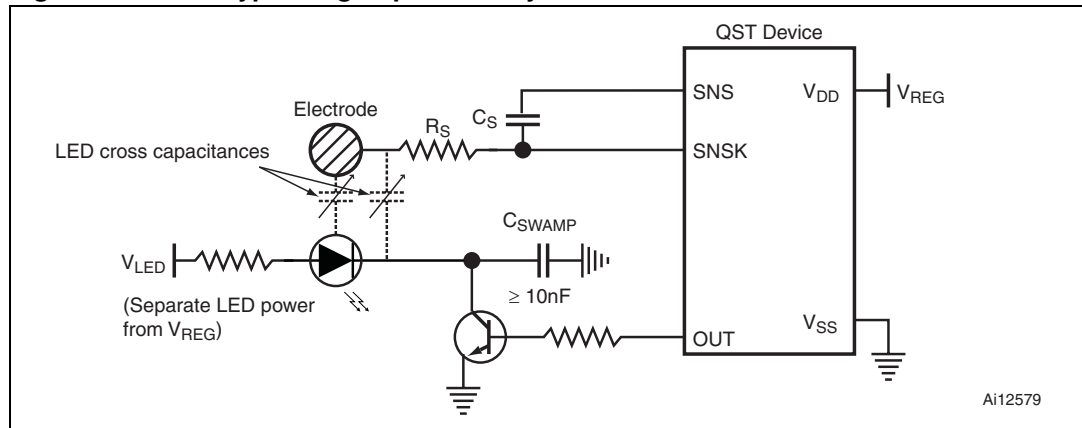 QST Device
SNS
V_DD
V_REG
Electrode
C_S
R_S
SNSK
LED cross capacitances
C_SWAMP
V_LED
≥ 10nF
(Separate LED power
from V_REG)
OUT
V_SS
Ai12579